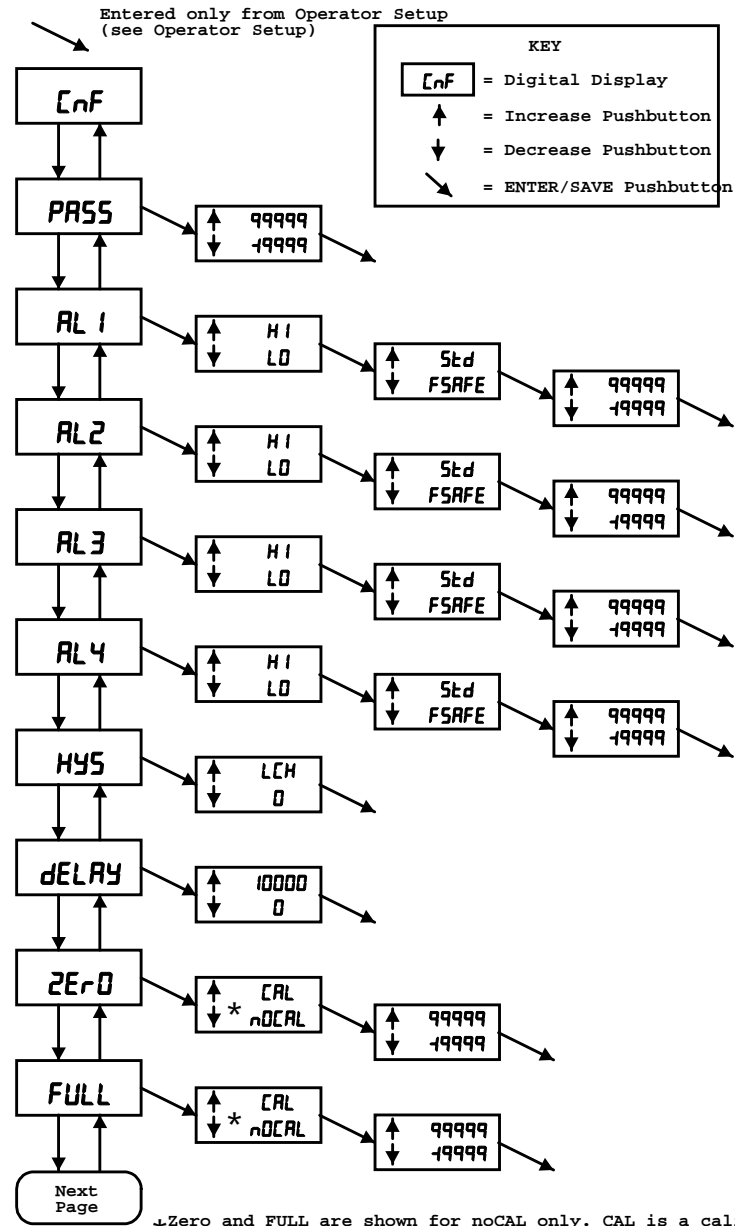 Entered only from Operator Setup
(see Operator Setup)
KEY
CnF = Digital Display
= Increase Pushbutton
= Decrease Pushbutton
= ENTER/SAVE Pushbutton
CnF
PASS
99999
-19999
AL1
HI
LO
Std
FSAFE
99999
-19999
AL2
HI
LO
Std
FSAFE
99999
-19999
AL3
HI
LO
Std
FSAFE
99999
-19999
AL4
HI
LO
Std
FSAFE
99999
-19999
HYS
LCH
0
dELAY
10000
0
ZErO
CAL
* nOCAL
99999
-19999
FULL
CAL
* nOCAL
99999
-19999
Next
Page
*Zero and FULL are shown for noCAL only. CAL is a cal